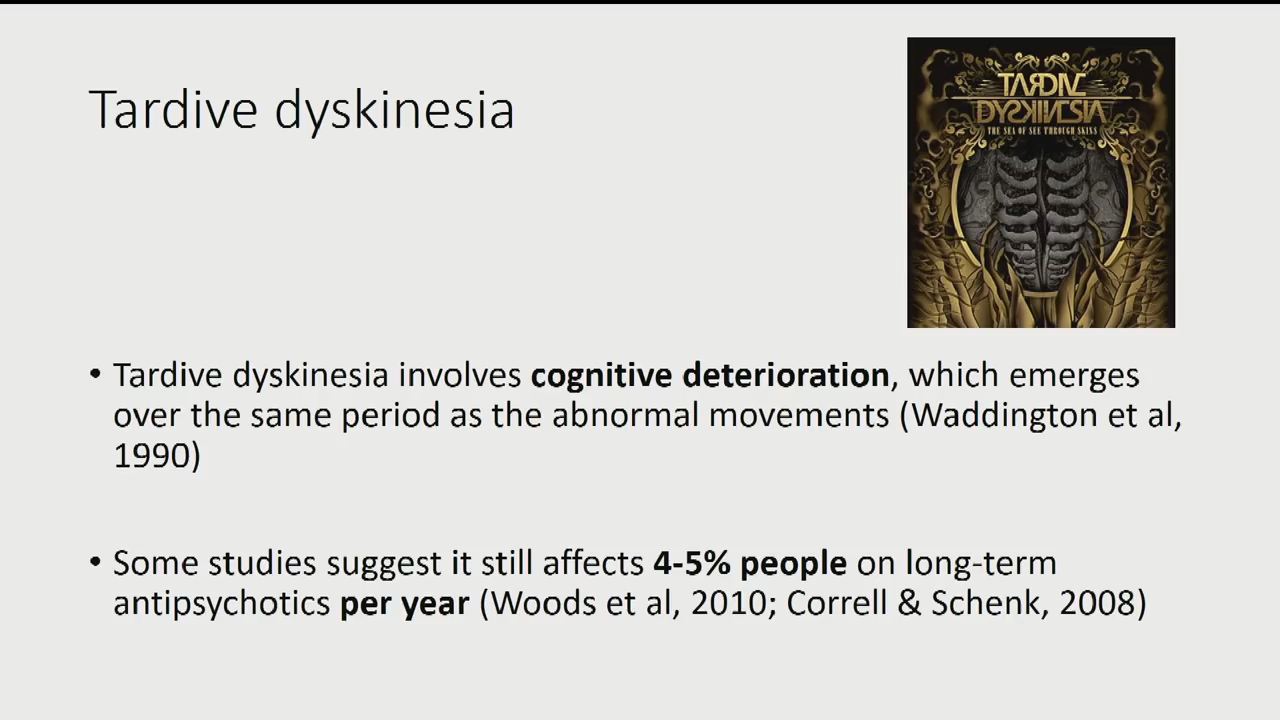 Tardive dyskinesia
TARDIVE
DYSKINESIA
THE SEA OF SEE THROUGH SKINS
• Tardive dyskinesia involves cognitive deterioration, which emerges
over the same period as the abnormal movements (Waddington et al,
1990)
• Some studies suggest it still affects 4-5% people on long-term
antipsychotics per year (Woods et al, 2010; Correll & Schenk, 2008)